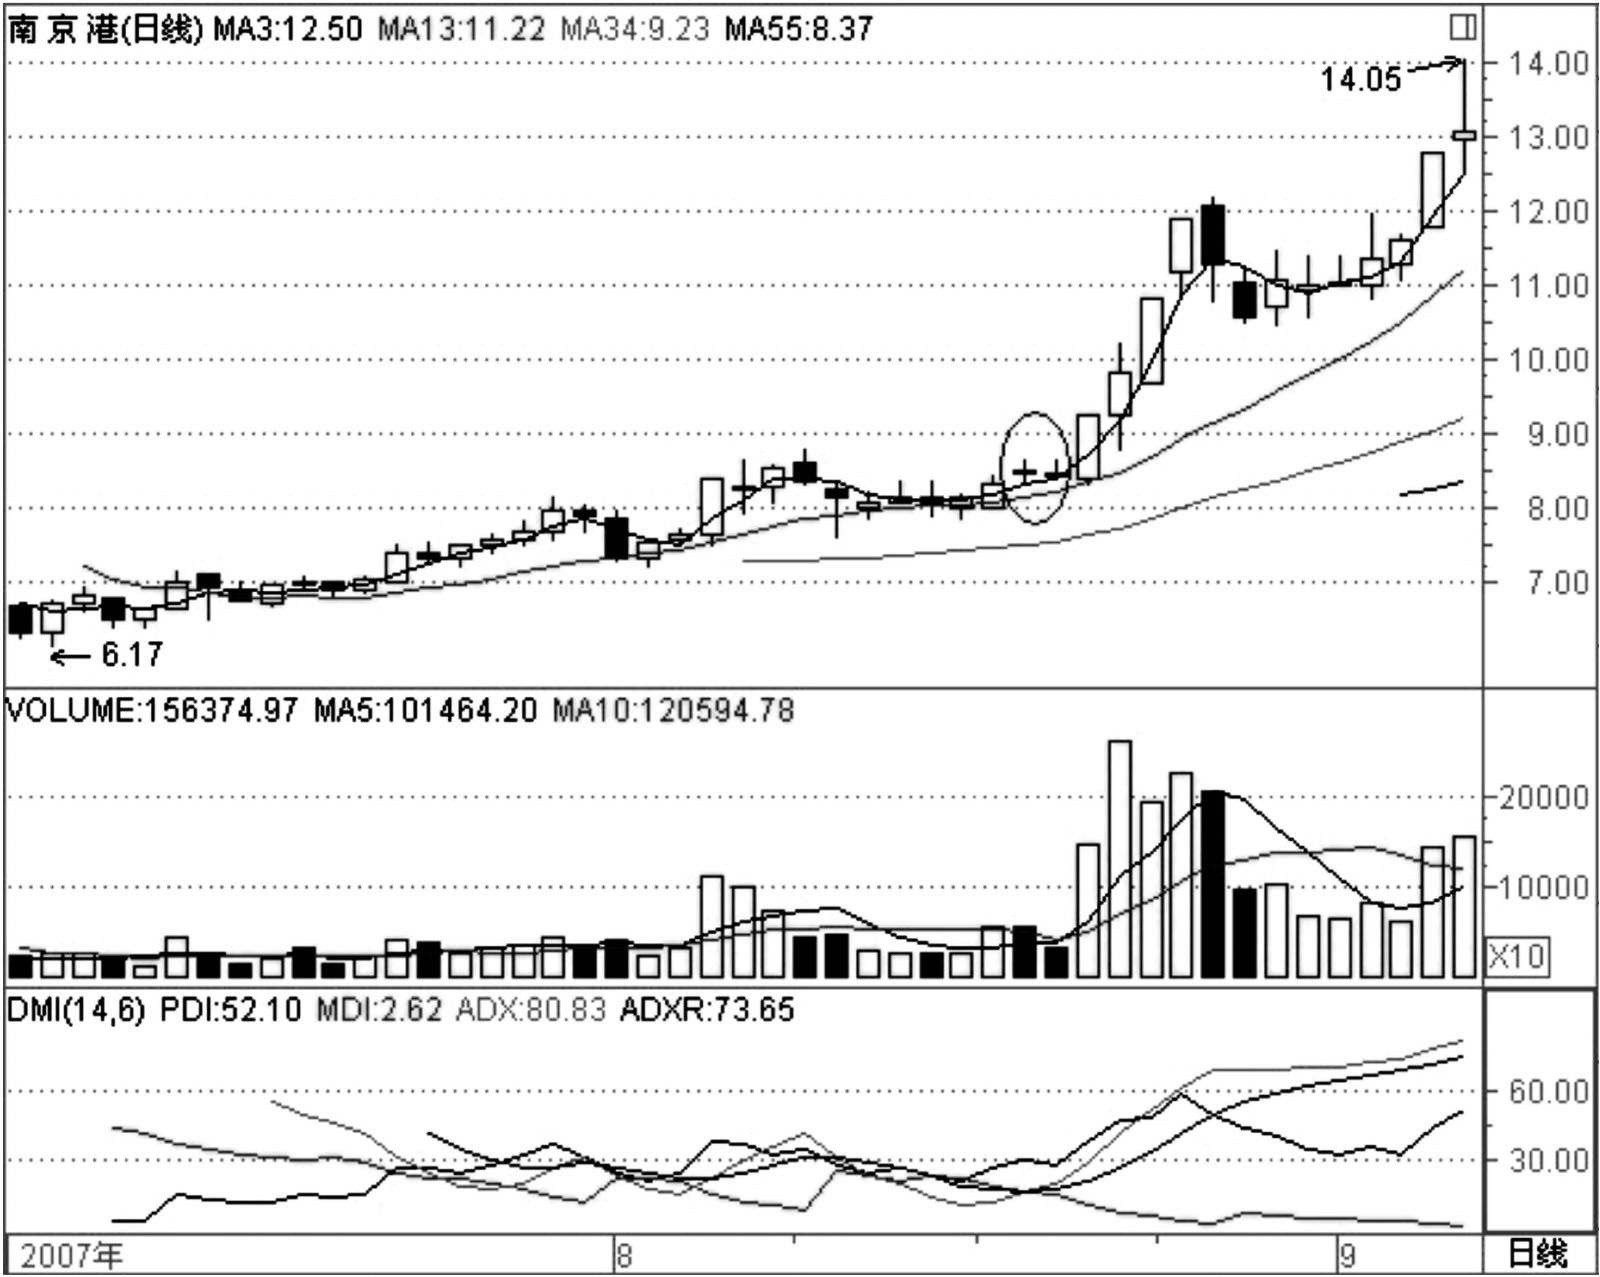 南京港(日线) MA3:12.50 MA13:11.22 MA34:9.23 MA55:8.37
14.05
14.00
13.00
12.00
11.00
10.00
9.00
8.00
7.00
6.17
VOLUME:156374.97 MA5:101464.20 MA10:120594.78
20000
10000
X10
DMI(14,6) PDI:52.10 MDI:2.62 ADX:80.83 ADXR:73.65
60.00
30.00
2007年 8 9 日线